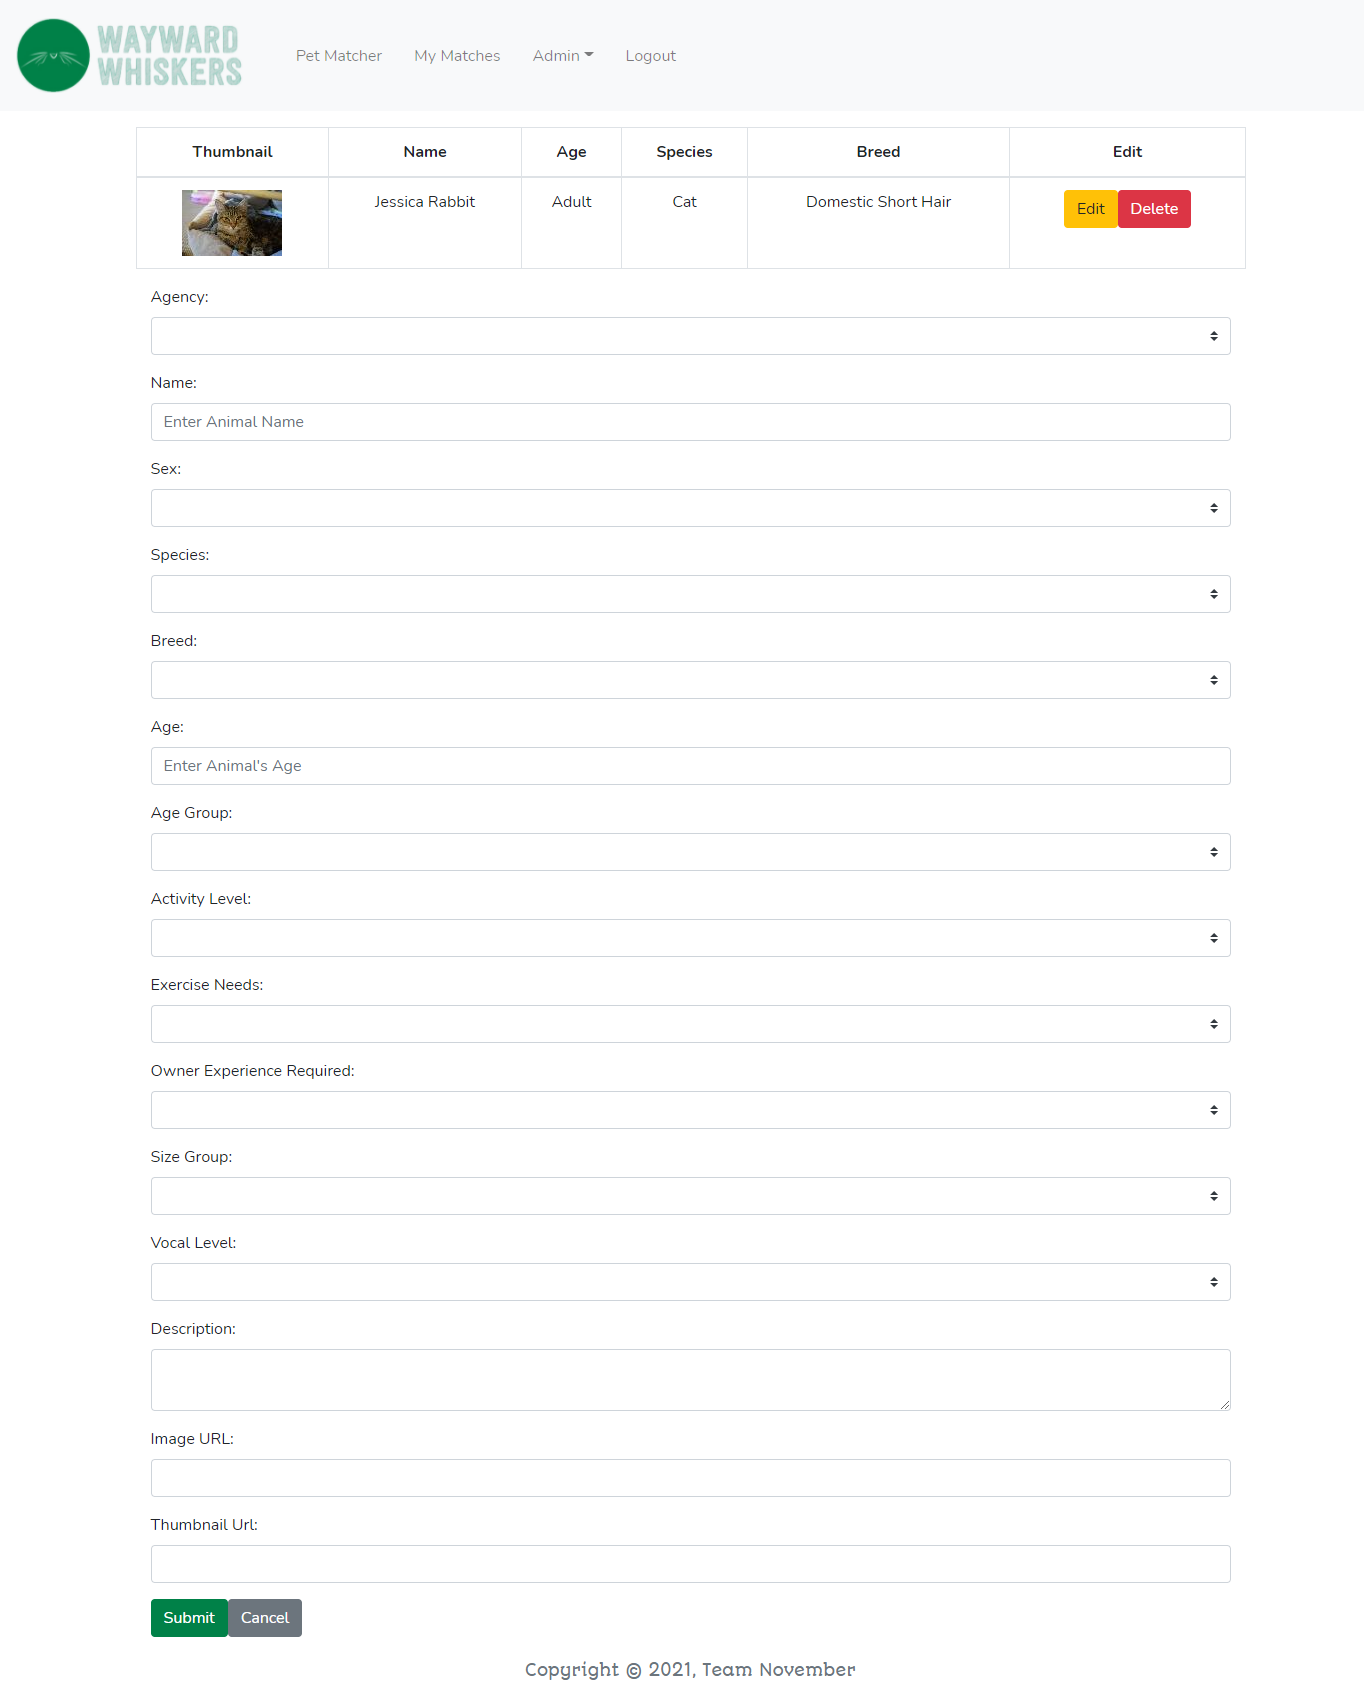 WAYWARD
WHISKERS
Pet Matcher My Matches Admin Logout
Thumbnail Name Age Species Breed Edit
Jessica Rabbit Adult Cat Domestic Short Hair Edit Delete
Agency:
Name:
Enter Animal Name
Sex:
Species:
Breed:
Age:
Enter Animal's Age
Age Group:
Activity Level:
Exercise Needs:
Owner Experience Required:
Size Group:
Vocal Level:
Description:
Image URL:
Thumbnail Url:
Submit Cancel
Copyright © 2021, Team November